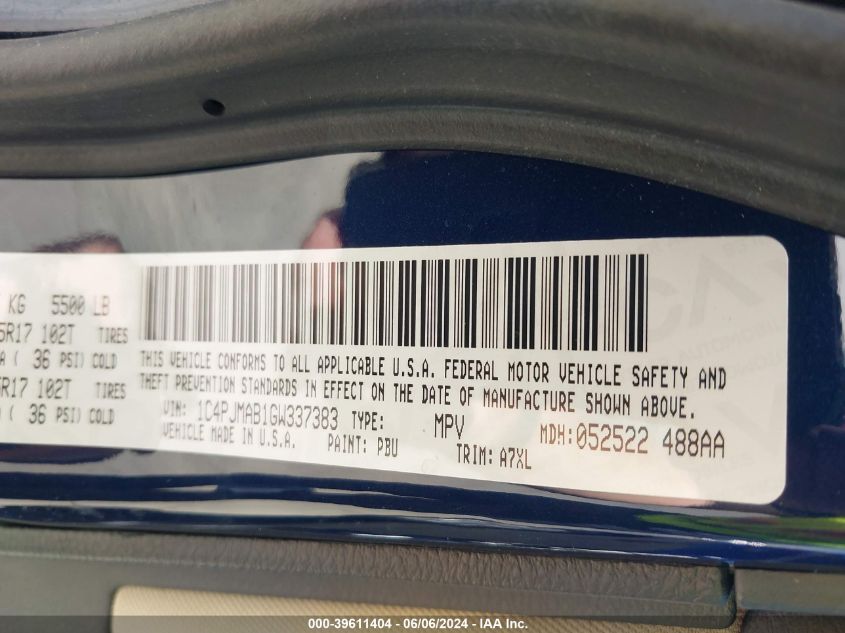 KG 5500 LB
5R17 102T TIRES
A ( 36 PSI) COLD
5R17 102T TIRES
( 36 PSI) COLD
THIS VEHICLE CONFORMS TO ALL APPLICABLE U.S.A. FEDERAL MOTOR VEHICLE SAFETY AND
THEFT PREVENTION STANDARDS IN EFFECT ON THE DATE OF MANUFACTURE SHOWN ABOVE.
VIN: 1C4PJMAB1GW337383 TYPE: MPV MDH:052522 488AA
VEHICLE MADE IN U.S.A. PAINT: PBU TRIM: A7XL
000-39611404 - 06/06/2024 - IAA Inc.